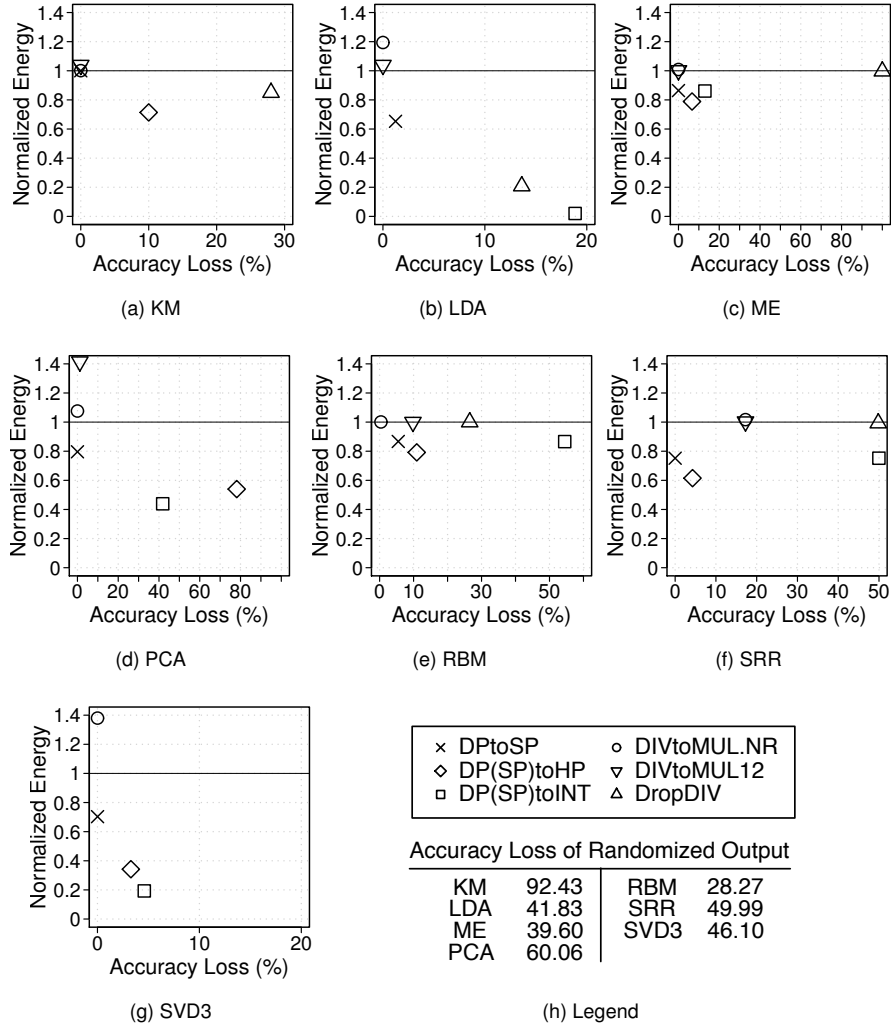 Normalized Energy
1.4
1.2
1
0.8
0.6
0.4
0.2
0
0 10 20 30
Accuracy Loss (%)
(a) KM
Normalized Energy
1.4
1.2
1
0.8
0.6
0.4
0.2
0
0 10 20
Accuracy Loss (%)
(b) LDA
Normalized Energy
1.4
1.2
1
0.8
0.6
0.4
0.2
0
0 20 40 60 80
Accuracy Loss (%)
(c) ME
Normalized Energy
1.4
1.2
1
0.8
0.6
0.4
0.2
0
0 20 40 60 80
Accuracy Loss (%)
(d) PCA
Normalized Energy
1.4
1.2
1
0.8
0.6
0.4
0.2
0
0 10 30 50
Accuracy Loss (%)
(e) RBM
Normalized Energy
1.4
1.2
1
0.8
0.6
0.4
0.2
0
0 10 20 30 40 50
Accuracy Loss (%)
(f) SRR
Normalized Energy
1.4
1.2
1
0.8
0.6
0.4
0.2
0
0 10 20
Accuracy Loss (%)
(g) SVD3
DPtoSP DIVtoMUL.NR
DP(SP)toHP DIVtoMUL12
DP(SP)toINT DropDIV
Accuracy Loss of Randomized Output
KM 92.43 RBM 28.27
LDA 41.83 SRR 49.99
ME 39.60 SVD3 46.10
PCA 60.06
(h) Legend